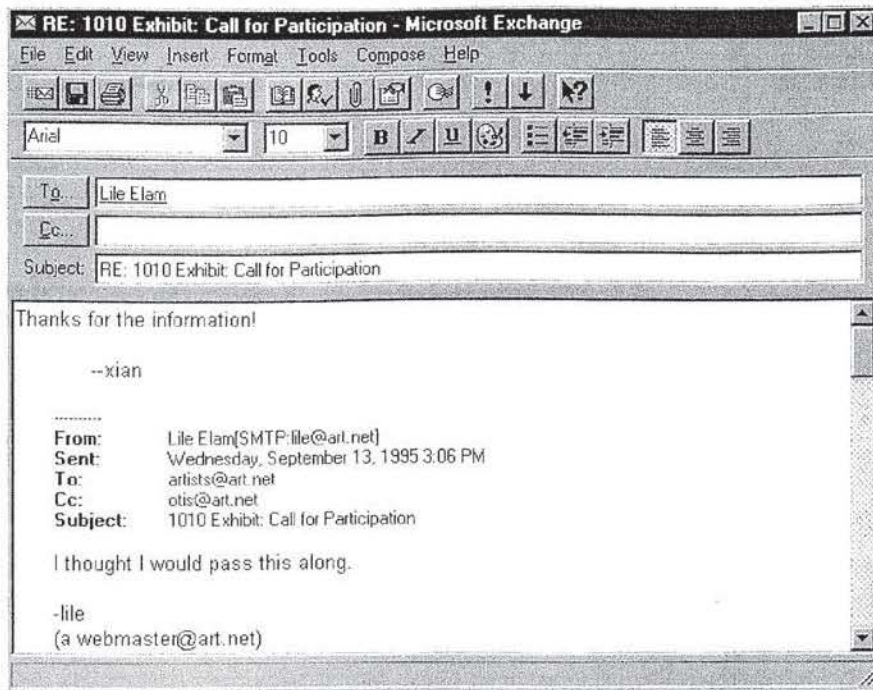 RE: 1010 Exhibit: Call for Participation - Microsoft Exchange
File Edit View Insert Format Tools Compose Help
Arial 10 B I U
To... Lile Elam
Cc...
Subject: RE: 1010 Exhibit: Call for Participation
Thanks for the information!
--xian
----------
From: Lile Elam[SMTP:lile@art.net]
Sent: Wednesday, September 13, 1995 3:06 PM
To: artists@art.net
Cc: otis@art.net
Subject: 1010 Exhibit: Call for Participation
I thought I would pass this along.
-lile
(a webmaster@art.net)